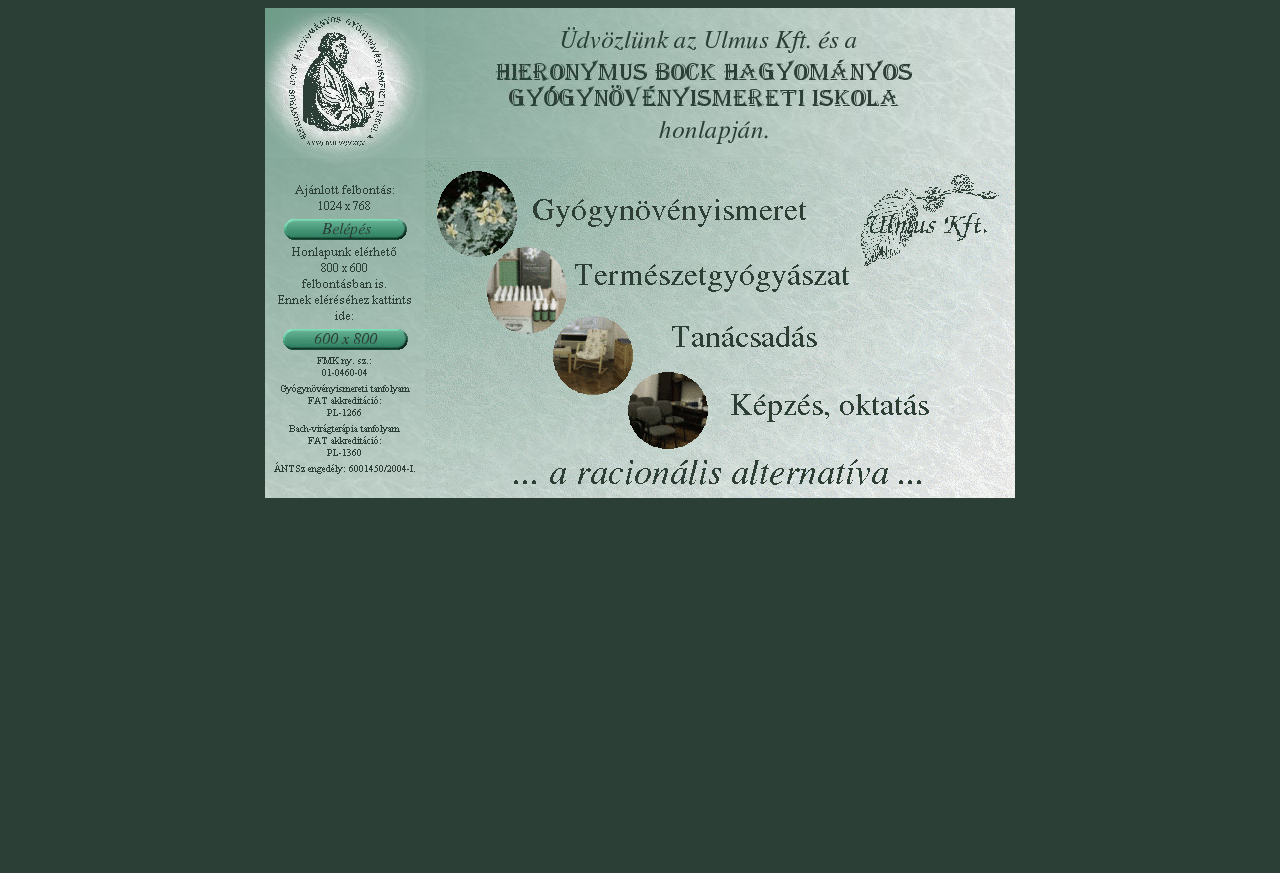 HIERONYMUS BOCK HAGYOMÁNYOS GYÓGYNÖVÉNYISMERETI ISKOLA
Üdvözlünk az Ulmus Kft. és a
HIERONYMUS BOCK HAGYOMÁNYOS
GYÓGYNÖVÉNYISMERETI ISKOLA
honlapján.
Ajánlott felbontás:
1024 x 768
Belépés
Honlapunk elérhető
800 x 600
felbontásban is.
Ennek eléréséhez kattints
ide:
600 x 800
FMK ny. sz.:
01-0460-04
Gyógynövényismereti tanfolyam
FAT akkreditáció:
PL-1266
Bach-virágterápia tanfolyam
FAT akkreditáció:
PL-1360
ÁNTSz engedély: 6001450/2004-I.
Gyógynövényismeret
Ulmus Kft.
Természetgyógyászat
Tanácsadás
Képzés, oktatás
... a racionális alternatíva ...